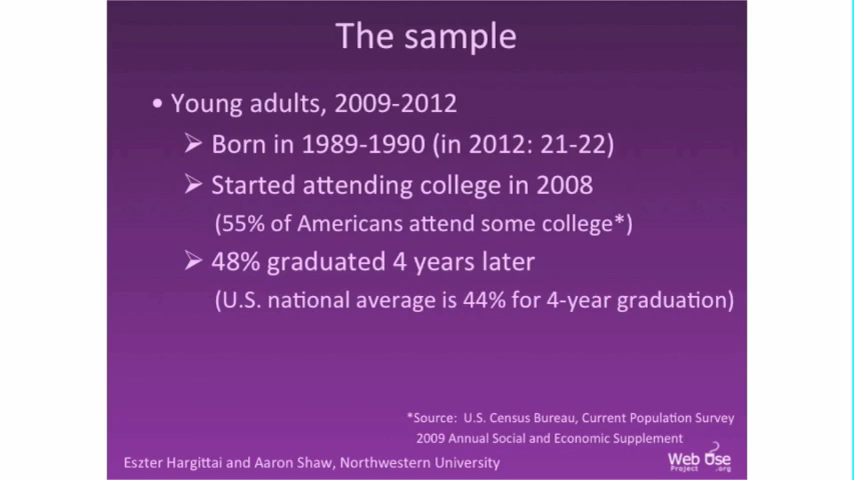 The sample
• Young adults, 2009-2012
➢ Born in 1989-1990 (in 2012: 21-22)
➢ Started attending college in 2008
(55% of Americans attend some college*)
➢ 48% graduated 4 years later
(U.S. national average is 44% for 4-year graduation)
*Source: U.S. Census Bureau, Current Population Survey
2009 Annual Social and Economic Supplement
Eszter Hargittai and Aaron Shaw, Northwestern University
Web Use
Project .org